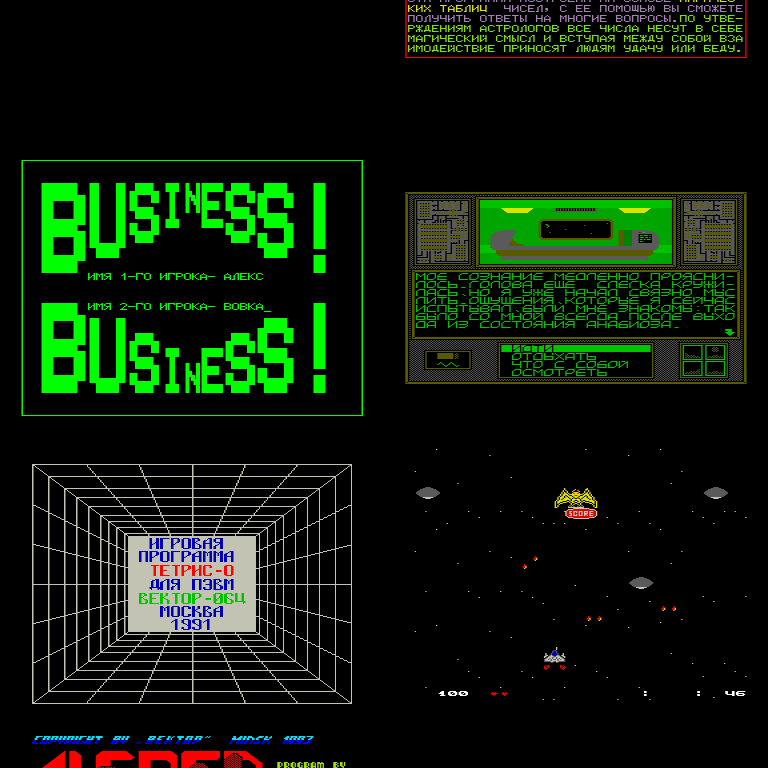 КИХ ТАБЛИЧ ЧИСЕЛ, С ЕЕ ПОМОЩЬЮ ВЫ СМОЖЕТЕ
ПОЛУЧИТЬ ОТВЕТЫ НА МНОГИЕ ВОПРОСЫ.ПО УТВЕ-
РЖДЕНИЯМ АСТРОЛОГОВ ВСЕ ЧИСЛА НЕСУТ В СЕБЕ
МАГИЧЕСКИЙ СМЫСЛ И ВСТУПАЯ МЕЖДУ СОБОЙ ВЗА
ИМОДЕЙСТВИЕ ПРИНОСЯТ ЛЮДЯМ УДАЧУ ИЛИ БЕДУ.
BUSINESS!
ИМЯ 1-ГО ИГРОКА- АЛЕКС
ИМЯ 2-ГО ИГРОКА- ВОВКА_
BUSINESS!
МОЕ СОЗНАНИЕ МЕДЛЕННО ПРОЯСНИ-
ЛОСЬ.ГОЛОВА ЕЩЕ СЛЕГКА КРУЖИ-
ЛАСЬ.НО Я УЖЕ НАЧАЛ СВЯЗНО МЫС
ЛИТЬ.ОЩУЩЕНИЯ,КОТОРЫЕ Я СЕЙЧАС
ИСПЫТЫВАЛ,БЫЛИ МНЕ ЗНАКОМЫ:ТАК
БЫЛО СО МНОЙ ВСЕГДА ПОСЛЕ ВЫХО
ДА ИЗ СОСТОЯНИЯ АНАБИОЗА.
ИДТИ
ОТДЫХАТЬ
ЧТО С СОБОЙ
ОСМОТРЕТЬ
ИГРОВАЯ
ПРОГРАММА
ТЕТРИС-О
ДЛЯ ПЭВМ
ВЕКТОР-06Ц
МОСКВА
1991
SCORE
100 : : 46
COPYRIGHT BY "ВЕКТОР" MINSK
PROGRAM BY